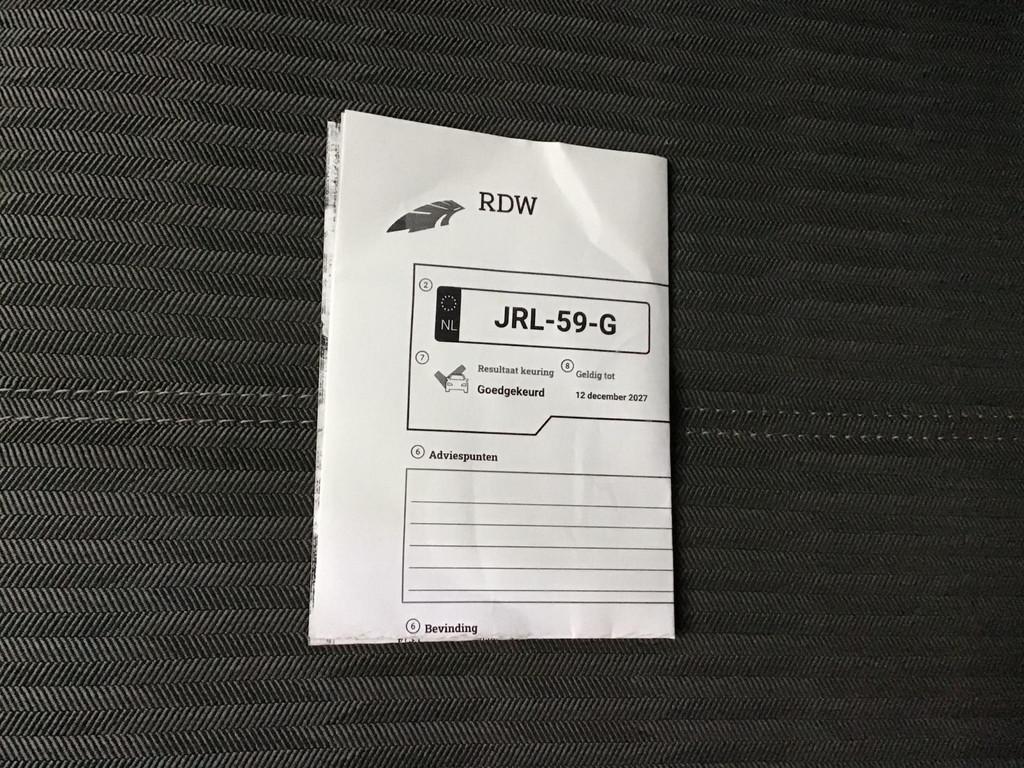 RDW
2
NL JRL-59-G
7 Resultaat keuring 8 Geldig tot
Goedgekeurd 12 december 2027
6 Adviespunten
6 Bevinding